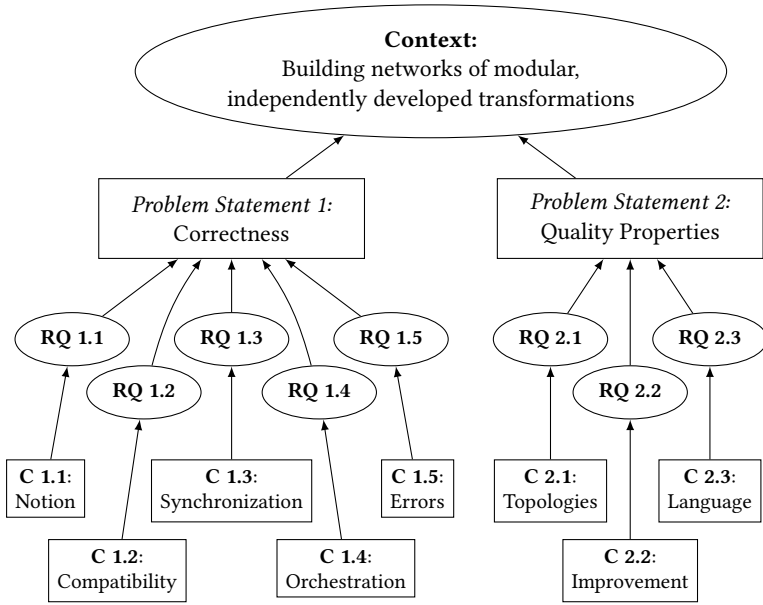 Context:
Building networks of modular,
independently developed transformations
Problem Statement 1:
Correctness
Problem Statement 2:
Quality Properties
RQ 1.1
RQ 1.2
RQ 1.3
RQ 1.4
RQ 1.5
RQ 2.1
RQ 2.2
RQ 2.3
C 1.1:
Notion
C 1.2:
Compatibility
C 1.3:
Synchronization
C 1.4:
Orchestration
C 1.5:
Errors
C 2.1:
Topologies
C 2.2:
Improvement
C 2.3:
Language